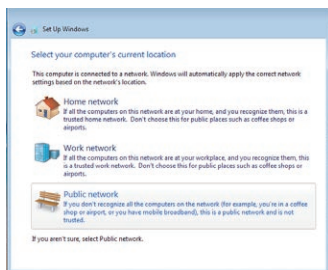 Set Up Windows
Select your computer's current location
This computer is connected to a network. Windows will automatically apply the correct network
settings based on the network's location.
Home network
If all the computers on this network are at your home, and you recognize them, this is a
trusted home network. Don't choose this for public places such as coffee shops or
airports.
Work network
If all the computers on this network are at your workplace, and you recognize them, this
is a trusted work network. Don't choose this for public places such as coffee shops or
airports.
Public network
If you don't recognize all the computers on the network (for example, you're in a coffee
shop or airport, or you have mobile broadband), this is a public network and is not
trusted.
If you aren't sure, select Public network.